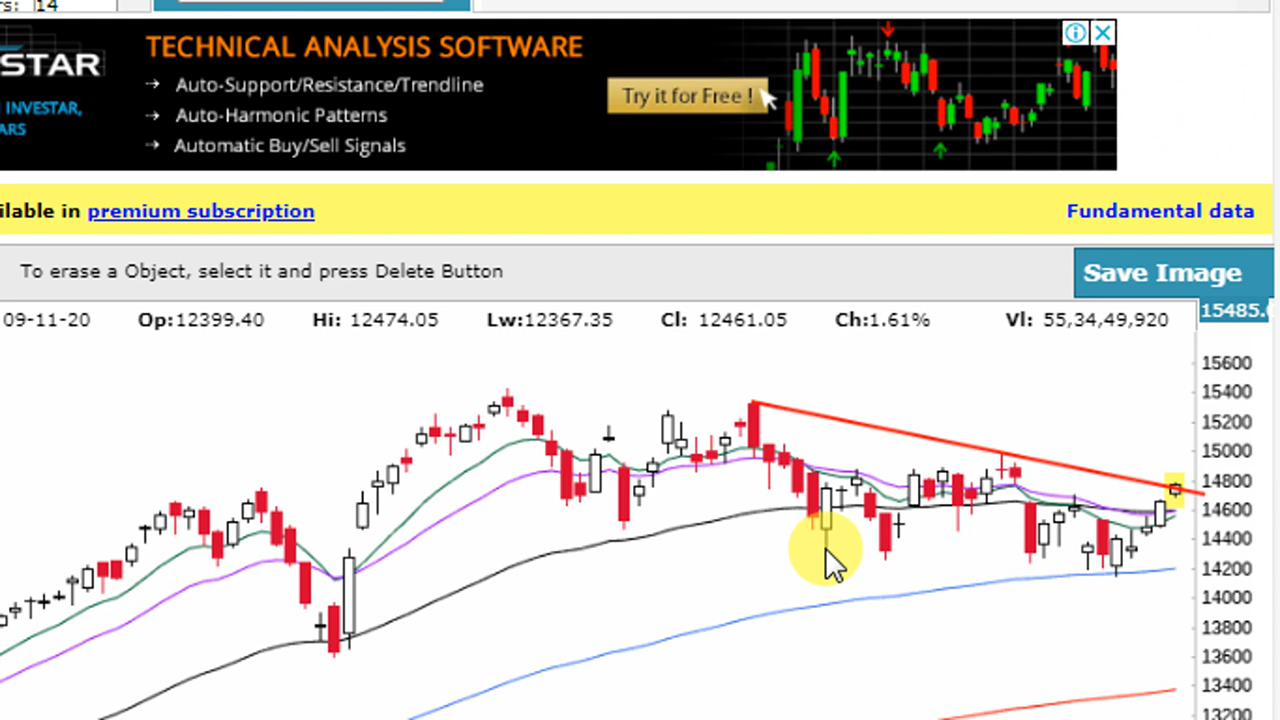 rs: 14
TECHNICAL ANALYSIS SOFTWARE
STAR
→ Auto-Support/Resistance/Trendline
INVESTAR,
ARS
→ Auto-Harmonic Patterns
→ Automatic Buy/Sell Signals
Try it for Free !
ilable in premium subscription
Fundamental data
To erase a Object, select it and press Delete Button
Save Image
09-11-20 Op:12399.40 Hi: 12474.05 Lw:12367.35 Cl: 12461.05 Ch:1.61% Vl: 55,34,49,920
15485.
15600
15400
15200
15000
14800
14600
14400
14200
14000
13800
13600
13400
13200